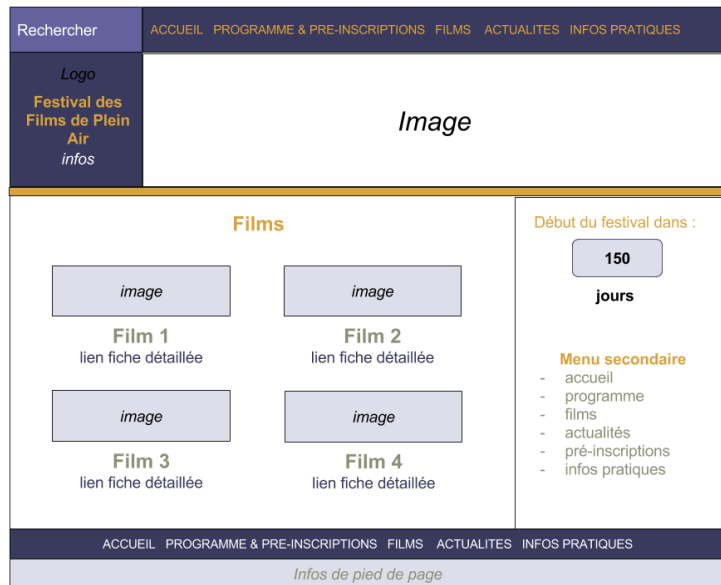 Rechercher
ACCUEIL PROGRAMME & PRE-INSCRIPTIONS FILMS ACTUALITES INFOS PRATIQUES
Logo
Festival des
Films de Plein
Air
infos
Image
Films
image
Film 1
lien fiche détaillée
image
Film 2
lien fiche détaillée
image
Film 3
lien fiche détaillée
image
Film 4
lien fiche détaillée
Début du festival dans :
150
jours
Menu secondaire
- accueil
- programme
- films
- actualités
- pré-inscriptions
- infos pratiques
ACCUEIL PROGRAMME & PRE-INSCRIPTIONS FILMS ACTUALITES INFOS PRATIQUES
Infos de pied de page